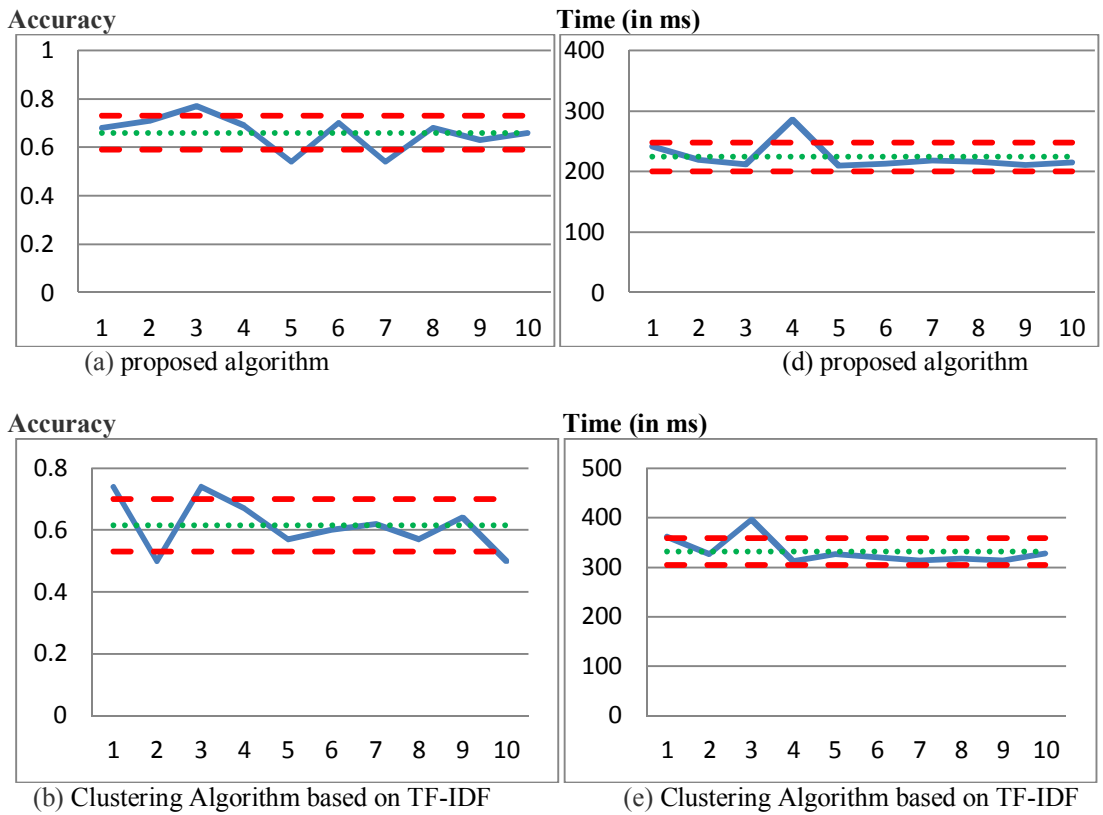 Accuracy
1
0.8
0.6
0.4
0.2
0
1 2 3 4 5 6 7 8 9 10
(a) proposed algorithm
Time (in ms)
400
300
200
100
0
1 2 3 4 5 6 7 8 9 10
(d) proposed algorithm
Accuracy
0.8
0.6
0.4
0.2
0
1 2 3 4 5 6 7 8 9 10
(b) Clustering Algorithm based on TF-IDF
Time (in ms)
500
400
300
200
100
0
1 2 3 4 5 6 7 8 9 10
(e) Clustering Algorithm based on TF-IDF